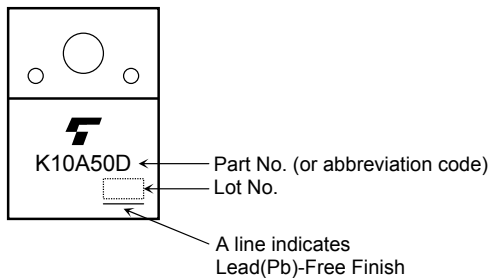 K10A50D
Part No. (or abbreviation code)
Lot No.
A line indicates
Lead(Pb)-Free Finish